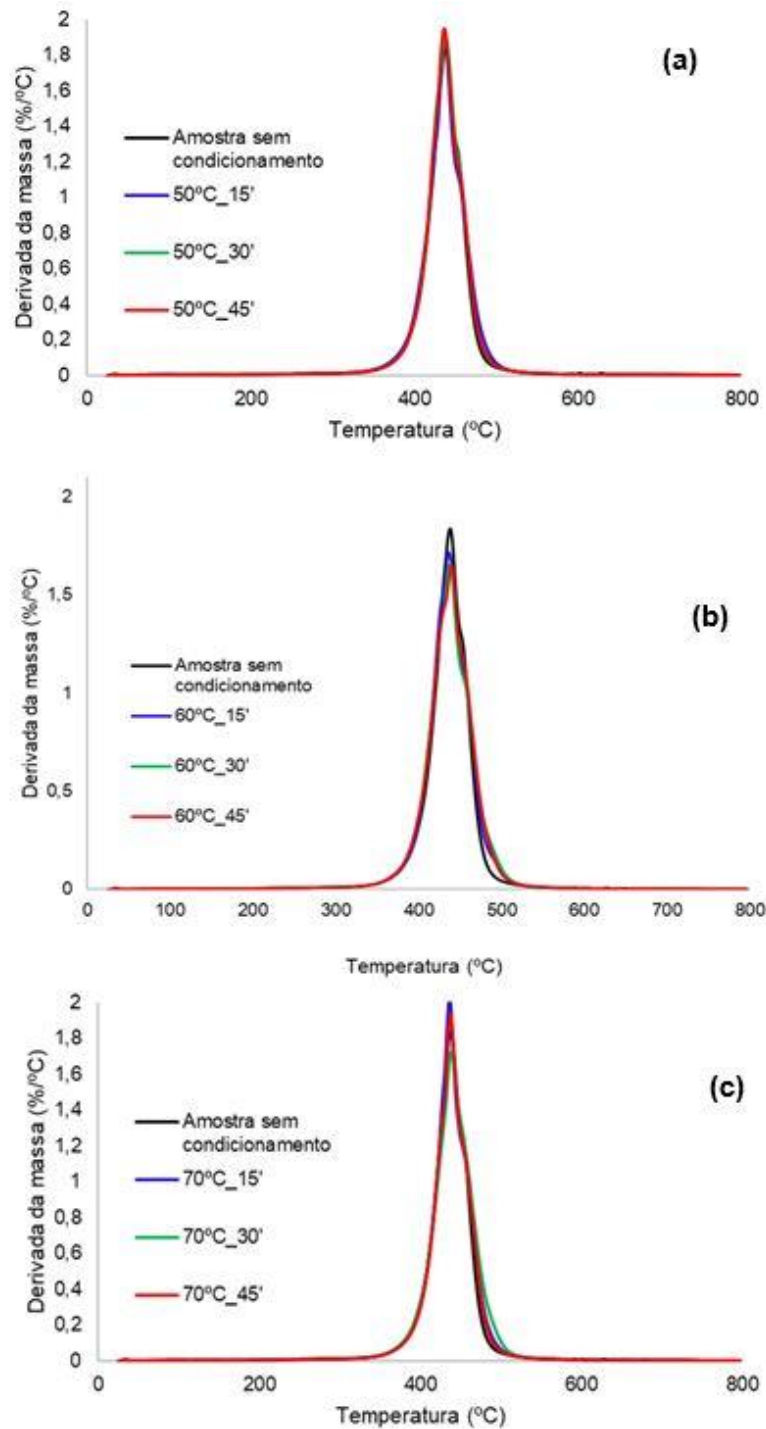 2
1,8
1,6
1,4
1,2
1
0,8
0,6
0,4
0,2
0
Derivada da massa (%/ºC)
(a)
Amostra sem
condicionamento
50ºC_15'
50ºC_30'
50ºC_45'
0 200 400 600 800
Temperatura (ºC)
2
1,5
1
0,5
0
Derivada da massa (%/ºC)
(b)
Amostra sem
condicionamento
60ºC_15'
60ºC_30'
60ºC_45'
0 100 200 300 400 500 600 700 800
Temperatura (ºC)
2
1,8
1,6
1,4
1,2
1
0,8
0,6
0,4
0,2
0
Derivada da massa (%/ºC)
(c)
Amostra sem
condicionamento
70ºC_15'
70ºC_30'
70ºC_45'
0 200 400 600 800
Temperatura (ºC)